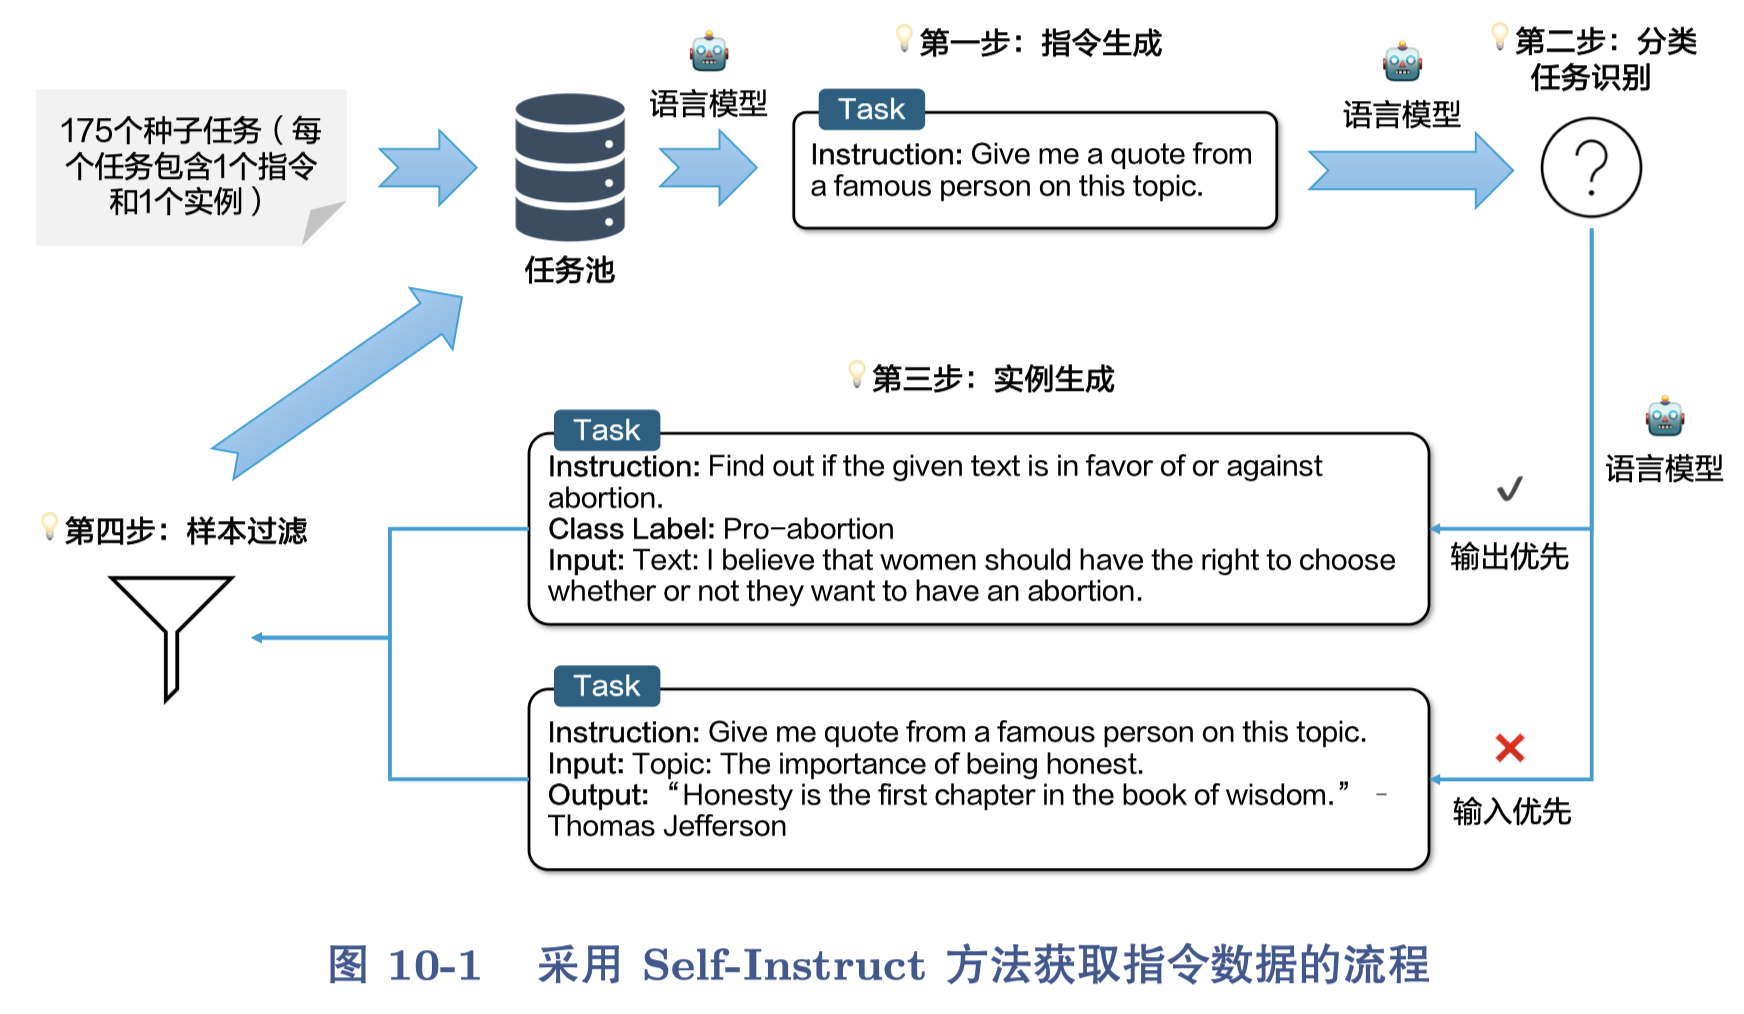 175个种子任务（每
个任务包含1个指令
和1个实例）
任务池
语言模型
第一步：指令生成
Task
Instruction: Give me a quote from
a famous person on this topic.
语言模型
第二步：分类
任务识别
?
语言模型
第三步：实例生成
Task
Instruction: Find out if the given text is in favor of or against
abortion.
Class Label: Pro-abortion
Input: Text: I believe that women should have the right to choose
whether or not they want to have an abortion.
输出优先
Task
Instruction: Give me quote from a famous person on this topic.
Input: Topic: The importance of being honest.
Output: “Honesty is the first chapter in the book of wisdom.” -
Thomas Jefferson
输入优先
第四步：样本过滤
图 10-1 采用 Self-Instruct 方法获取指令数据的流程